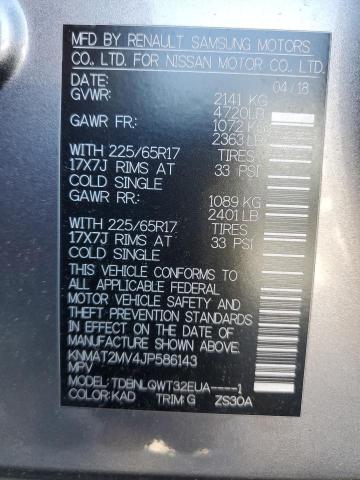 MFD BY RENAULT SAMSUNG MOTORS
CO., LTD. FOR NISSAN MOTOR CO., LTD.
DATE: 04/18
GVWR: 2141 KG
4720LB
GAWR FR: 1072 KG
2363 LB
WITH 225/65R17 TIRES
17X7J RIMS AT 33 PSI
COLD SINGLE
GAWR RR: 1089 KG
2401 LB
WITH 225/65R17 TIRES
17X7J RIMS AT 33 PSI
COLD SINGLE
THIS VEHICLE CONFORMS TO
ALL APPLICABLE FEDERAL
MOTOR VEHICLE SAFETY AND
THEFT PREVENTION STANDARDS
IN EFFECT ON THE DATE OF
MANUFACTURE SHOWN ABOVE.
KNMAT2MV4JP586143
MPV
MODEL: TDBNLQWT32EUA----1
COLOR: KAD TRIM: G ZS30A